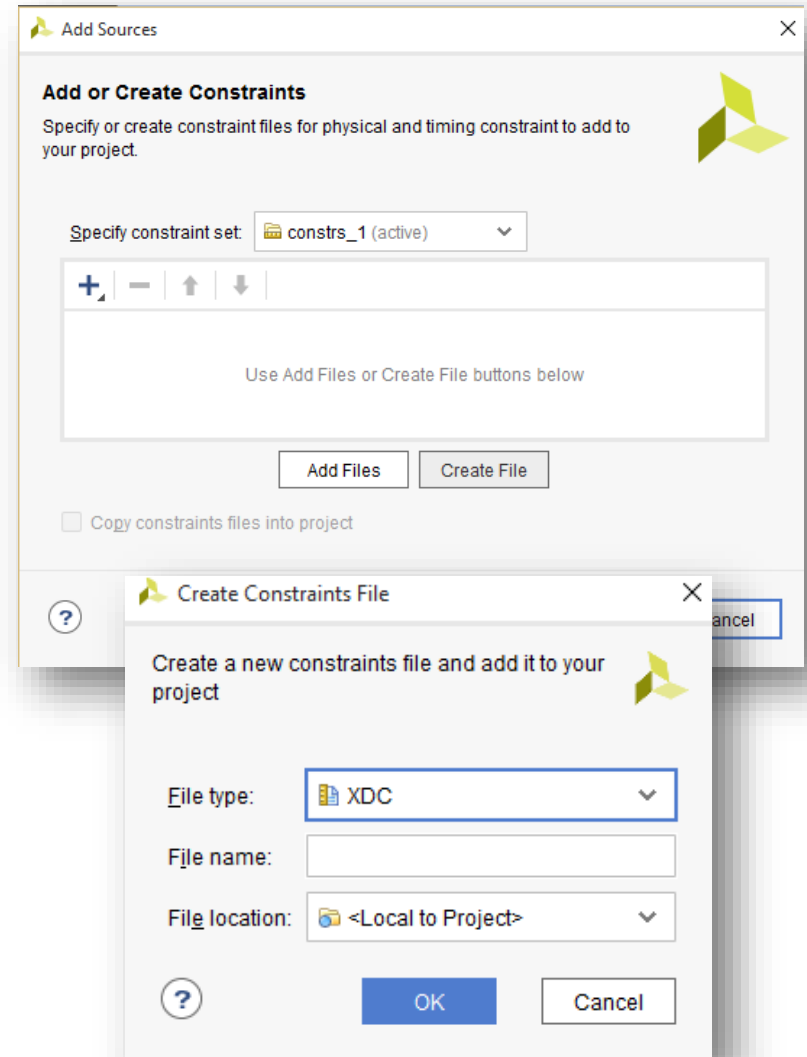 Add Sources
Add or Create Constraints
Specify or create constraint files for physical and timing constraint to add to
your project.
Specify constraint set: constrs_1 (active)
Use Add Files or Create File buttons below
Add Files Create File
Copy constraints files into project
? ancel
Create Constraints File
Create a new constraints file and add it to your
project
File type: XDC
File name:
File location: <Local to Project>
? OK Cancel